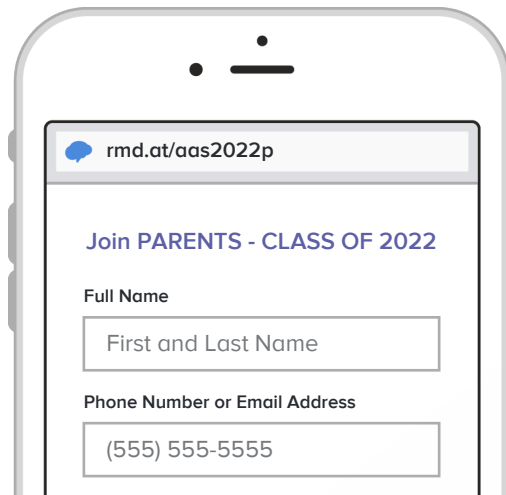 rmd.at/aas2022p
Join PARENTS - CLASS OF 2022
Full Name
First and Last Name
Phone Number or Email Address
(555) 555-5555